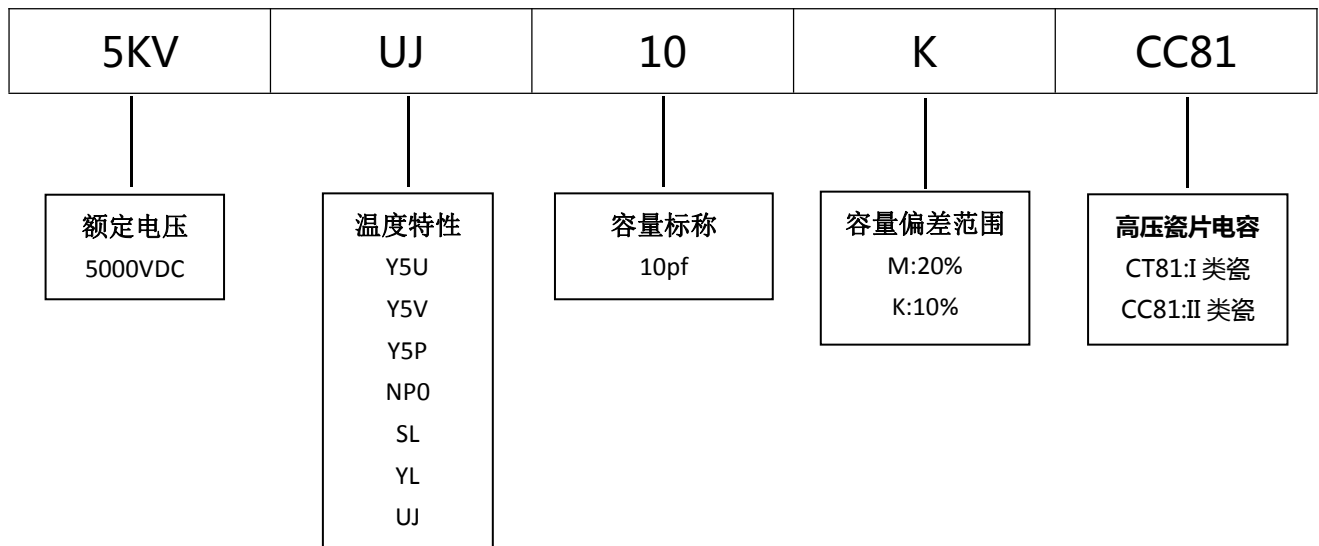 5KV UJ 10 K CC81
额定电压
5000VDC
温度特性
Y5U
Y5V
Y5P
NP0
SL
YL
UJ
容量标称
10pf
容量偏差范围
M:20%
K:10%
高压瓷片电容
CT81:I 类瓷
CC81:II 类瓷